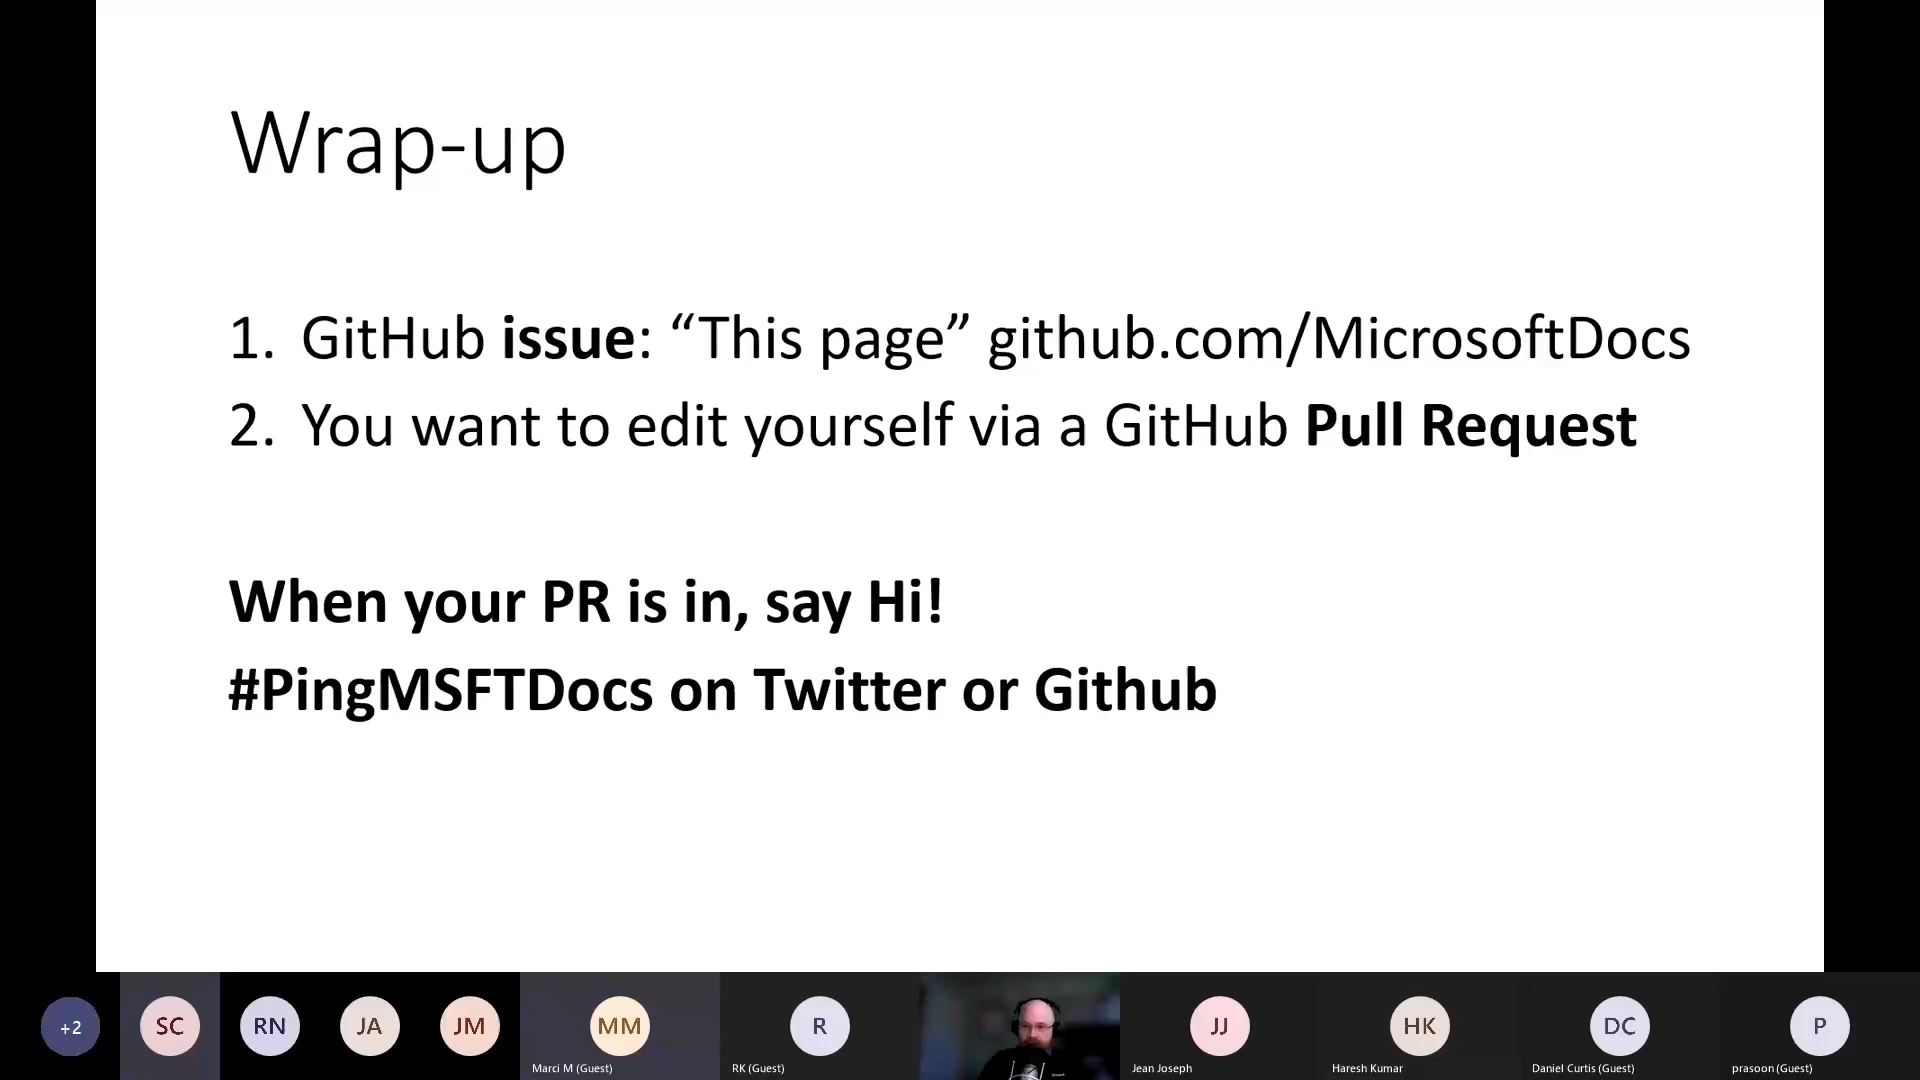 Wrap-up
1. GitHub issue: “This page” github.com/MicrosoftDocs
2. You want to edit yourself via a GitHub Pull Request
When your PR is in, say Hi!
#PingMSFTDocs on Twitter or Github
+2
SC
RN
JA
JM
MM
Marci M (Guest)
R
RK (Guest)
JJ
Jean Joseph
HK
Haresh Kumar
DC
Daniel Curtis (Guest)
P
prasoon (Guest)